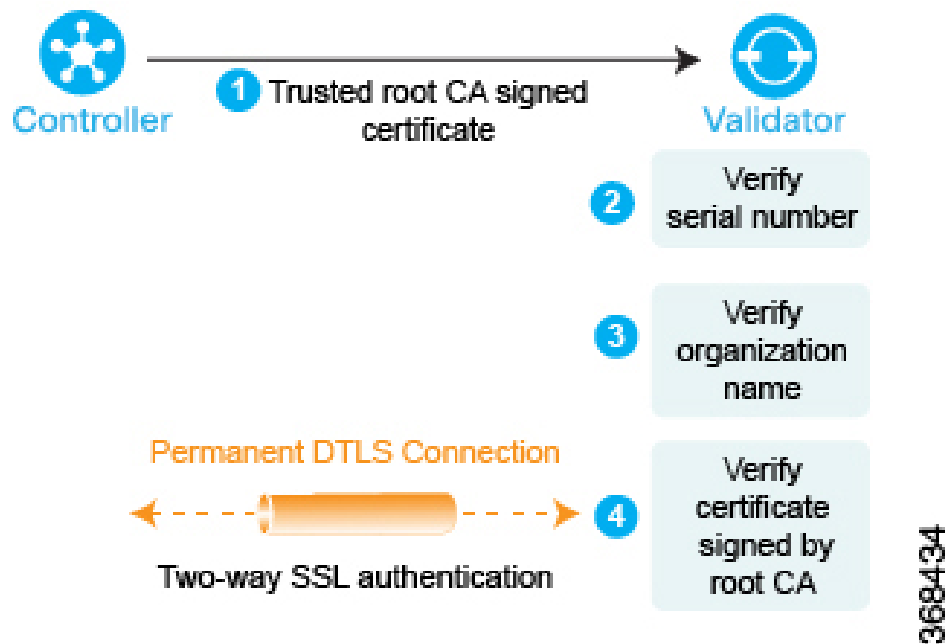 Controller
1 Trusted root CA signed
certificate
Validator
2 Verify
serial number
3 Verify
organization
name
Permanent DTLS Connection
Two-way SSL authentication
4 Verify
certificate
signed by
root CA
368434